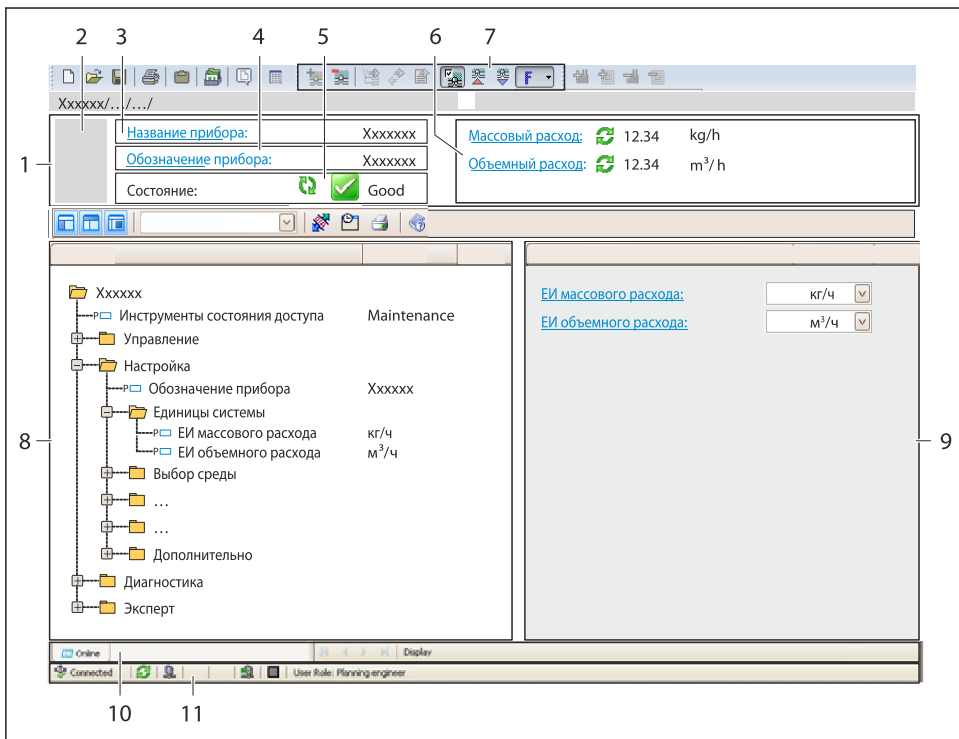 2 3 4 5 6 7
F
Xxxxxx/.../.../
1
Название прибора: Xxxxxxx
Обозначение прибора: Xxxxxxx
Состояние: Good
Массовый расход: 12.34 kg/h
Объемный расход: 12.34 m³/h
Xxxxxx
P Инструменты состояния доступа Maintenance
Управление
Настройка
P Обозначение прибора Xxxxxx
Единицы системы
P ЕИ массового расхода кг/ч
P ЕИ объемного расхода м³/ч
Выбор среды
...
...
Дополнительно
Диагностика
Эксперт
8
ЕИ массового расхода: кг/ч
ЕИ объемного расхода: м³/ч
9
Online Display
Connected User Role: Planning engineer
10 11